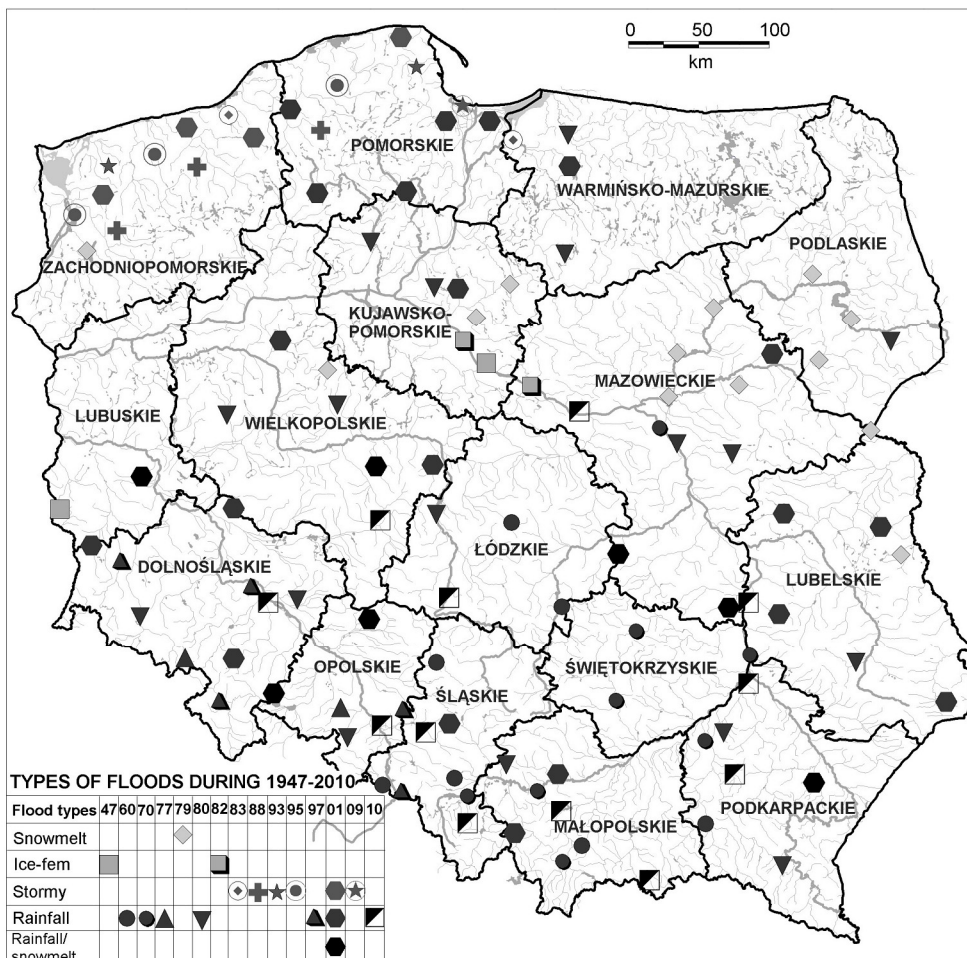 0 50 100
km
POMORSKIE
WARMIŃSKO-MAZURSKIE
PODLASKIE
ZACHODNIOPOMORSKIE
KUJAWSKO-
POMORSKIE
MAZOWIECKIE
LUBUSKIE
WIELKOPOLSKIE
ŁÓDZKIE
DOLNOŚLĄSKIE
LUBELSKIE
OPOLSKIE
ŚLĄSKIE
ŚWIĘTOKRZYSKIE
PODKARPACKIE
MAŁOPOLSKIE
TYPES OF FLOODS DURING 1947-2010
Flood types 47 60 70 77 79 80 82 83 88 93 95 97 01 09 10
Snowmelt
Ice-fem
Stormy
Rainfall
Rainfall/
snowmelt